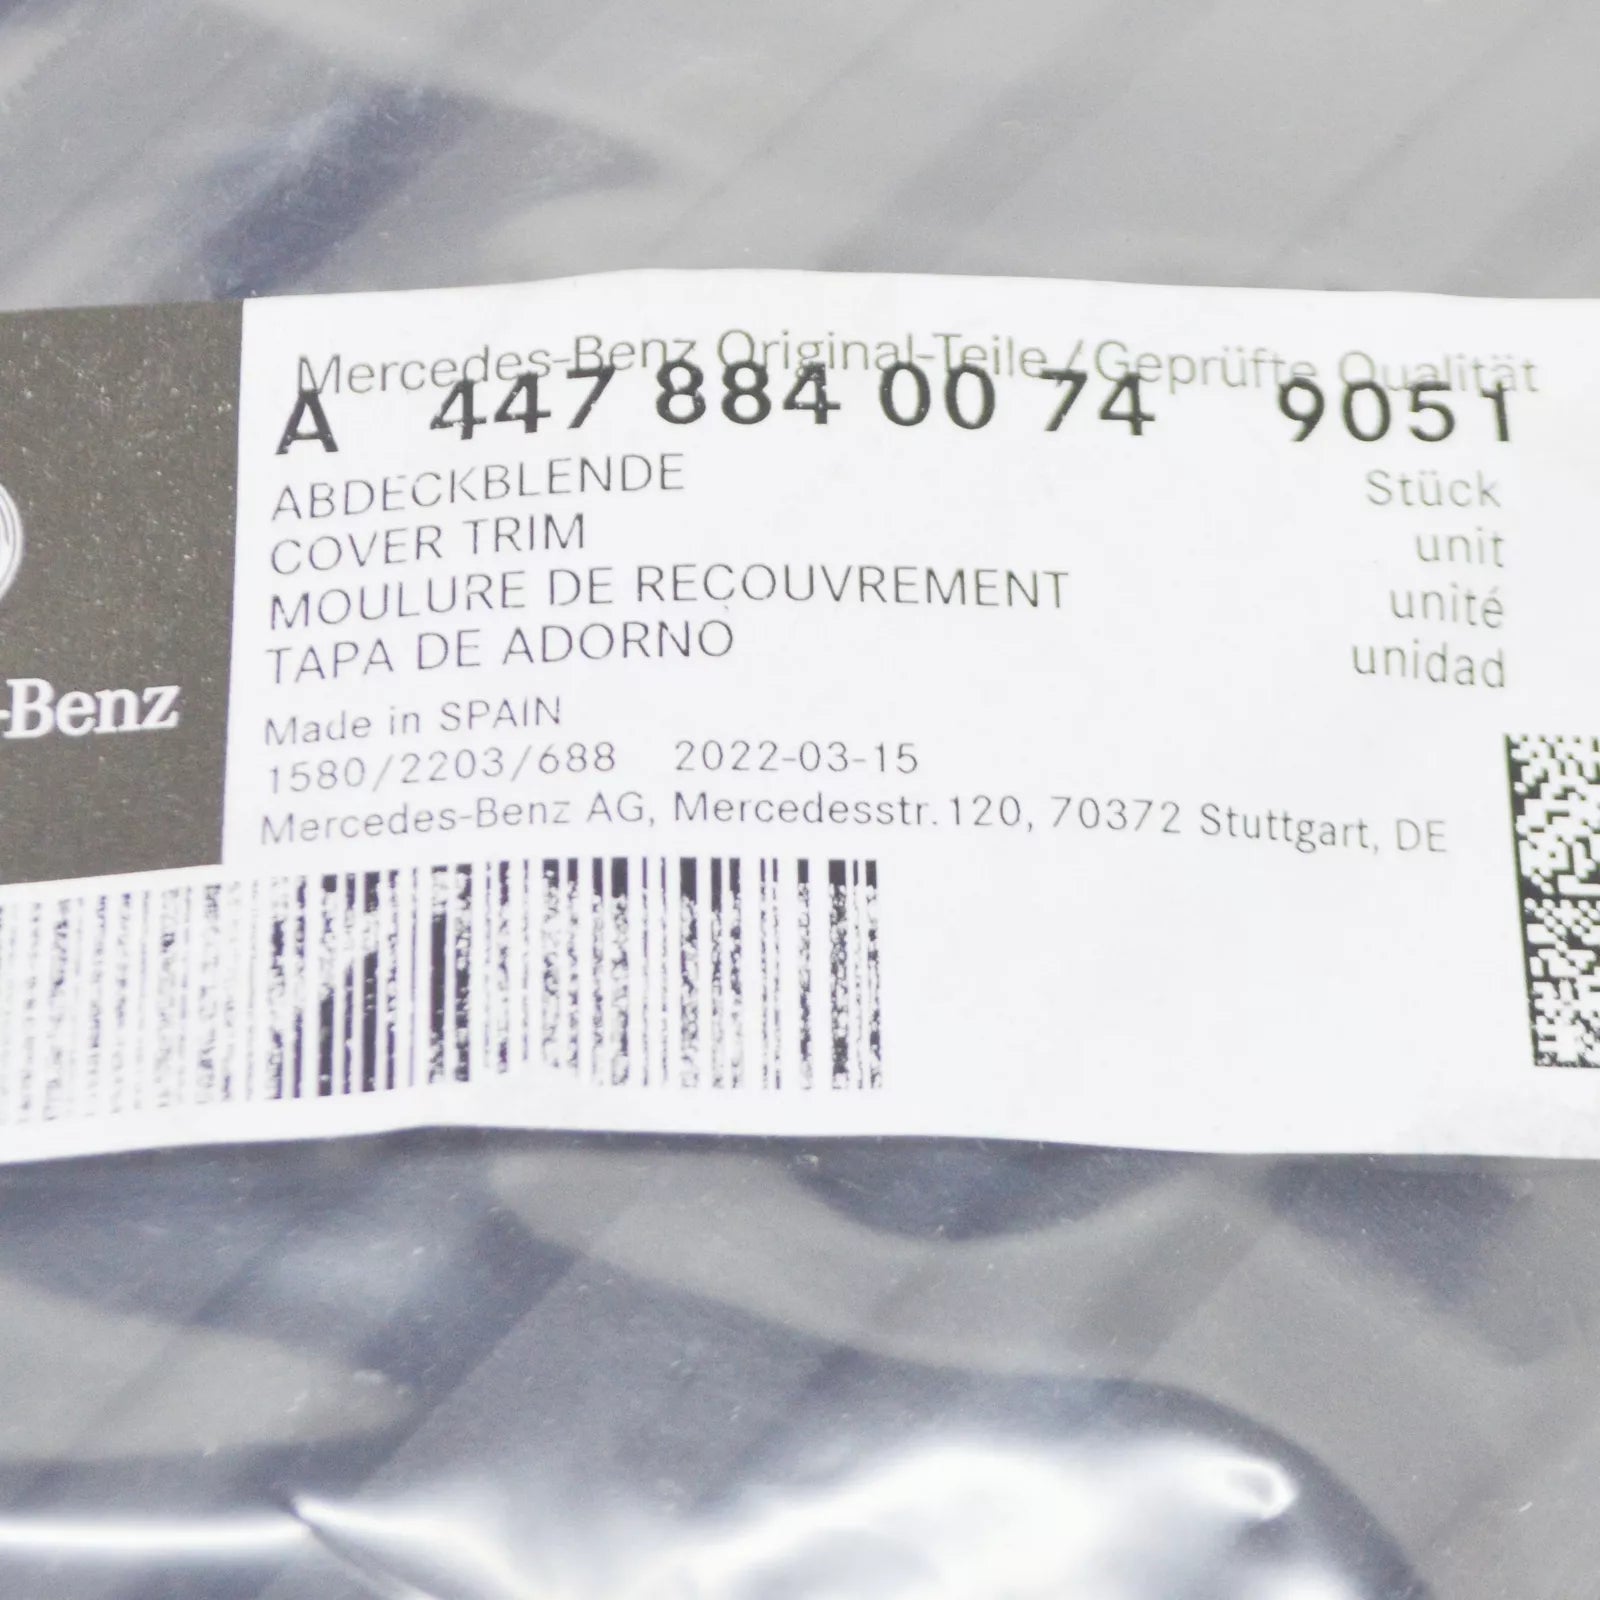 Mercedes-Benz Original-Teile/Geprüfte Qualität
A 447 884 00 74 9051
ABDECKBLENDE Stück
COVER TRIM unit
MOULURE DE RECOUVREMENT unité
TAPA DE ADORNO unidad
-Benz
Made in SPAIN
1580/2203/688 2022-03-15
Mercedes-Benz AG, Mercedesstr.120, 70372 Stuttgart, DE